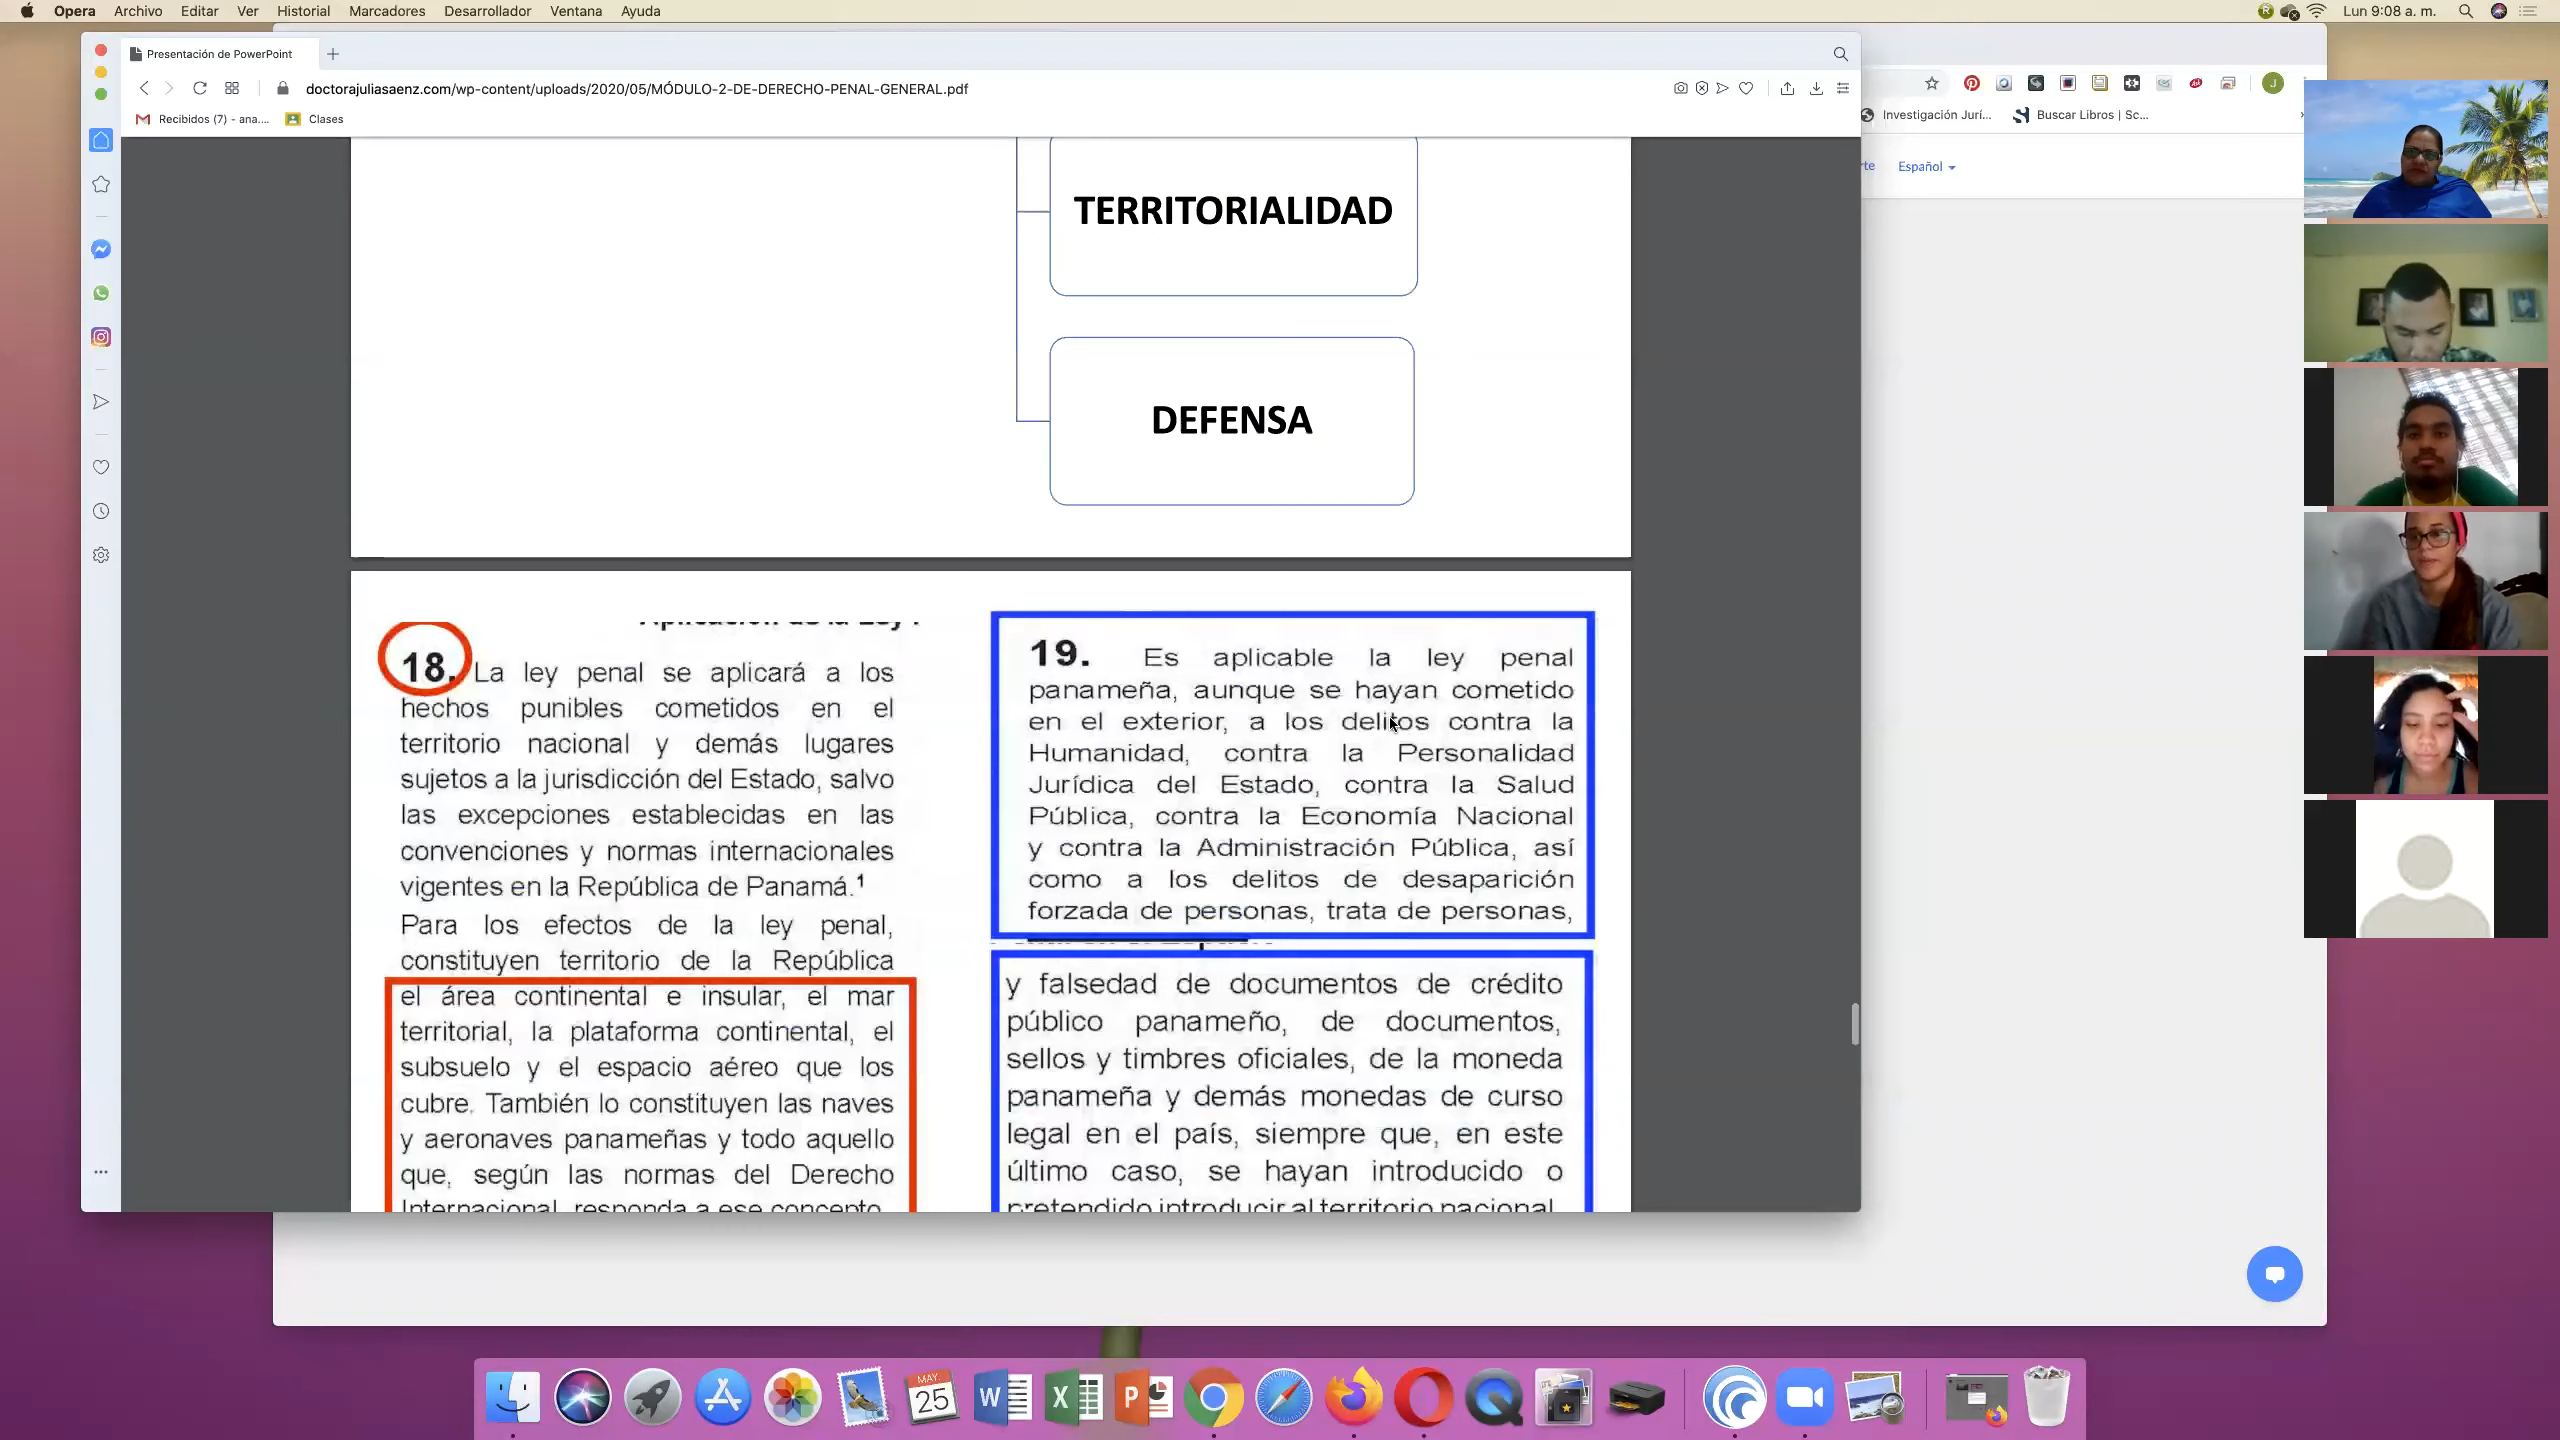 Opera Archivo Editar Ver Historial Marcadores Desarrollador Ventana Ayuda
Lun 9:08 a. m.
Presentación de PowerPoint
doctorajuliasaenz.com/wp-content/uploads/2020/05/MÓDULO-2-DE-DERECHO-PENAL-GENERAL.pdf
Recibidos (7) - ana.... Clases
Investigación Jurí... Buscar Libros | Sc...
rte Español
J
TERRITORIALIDAD
DEFENSA
18. La ley penal se aplicará a los
hechos punibles cometidos en el
territorio nacional y demás lugares
sujetos a la jurisdicción del Estado, salvo
las excepciones establecidas en las
convenciones y normas internacionales
vigentes en la República de Panamá.¹
Para los efectos de la ley penal,
constituyen territorio de la República
el área continental e insular, el mar
territorial, la plataforma continental, el
subsuelo y el espacio aéreo que los
cubre. También lo constituyen las naves
y aeronaves panameñas y todo aquello
que, según las normas del Derecho
Internacional, responda a ese concepto.
19. Es aplicable la ley penal
panameña, aunque se hayan cometido
en el exterior, a los delitos contra la
Humanidad, contra la Personalidad
Jurídica del Estado, contra la Salud
Pública, contra la Economía Nacional
y contra la Administración Pública, así
como a los delitos de desaparición
forzada de personas, trata de personas,
y falsedad de documentos de crédito
público panameño, de documentos,
sellos y timbres oficiales, de la moneda
panameña y demás monedas de curso
legal en el país, siempre que, en este
último caso, se hayan introducido o
pretendido introducir al territorio nacional.
MAY.
25